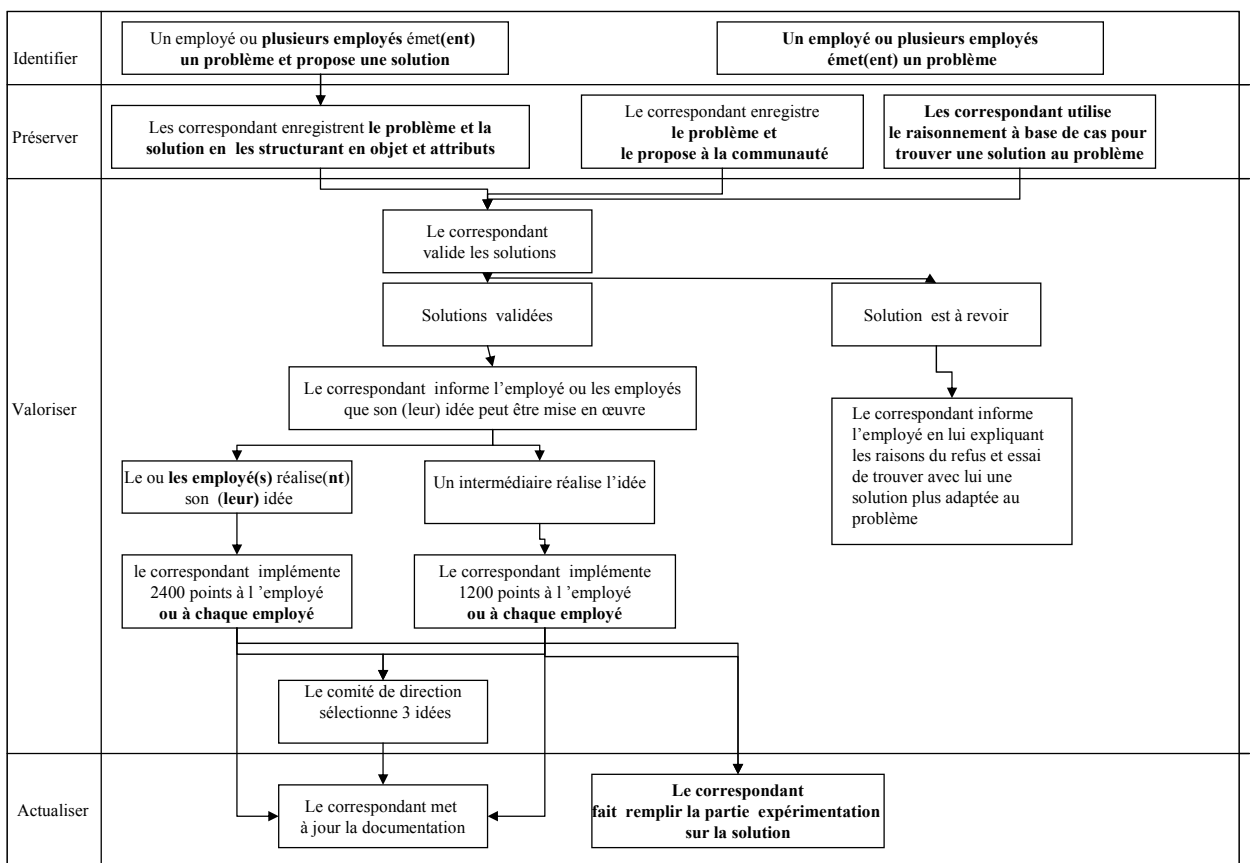 Identifier
Un employé ou plusieurs employés émet(ent)
un problème et propose une solution
Un employé ou plusieurs employés
émet(ent) un problème
Préserver
Les correspondant enregistrent le problème et la
solution en les structurant en objet et attributs
Le correspondant enregistre
le problème et
le propose à la communauté
Les correspondant utilise
le raisonnement à base de cas pour
trouver une solution au problème
Valoriser
Le correspondant
valide les solutions
Solutions validées
Solution est à revoir
Le correspondant informe l’employé ou les employés
que son (leur) idée peut être mise en œuvre
Le correspondant informe
l’employé en lui expliquant
les raisons du refus et essai
de trouver avec lui une
solution plus adaptée au
problème
Le ou les employé(s) réalise(nt)
son (leur) idée
Un intermédiaire réalise l’idée
le correspondant implémente
2400 points à l ’employé
ou à chaque employé
Le correspondant implémente
1200 points à l’employé
ou à chaque employé
Le comité de direction
sélectionne 3 idées
Actualiser
Le correspondant met
à jour la documentation
Le correspondant
fait remplir la partie expérimentation
sur la solution